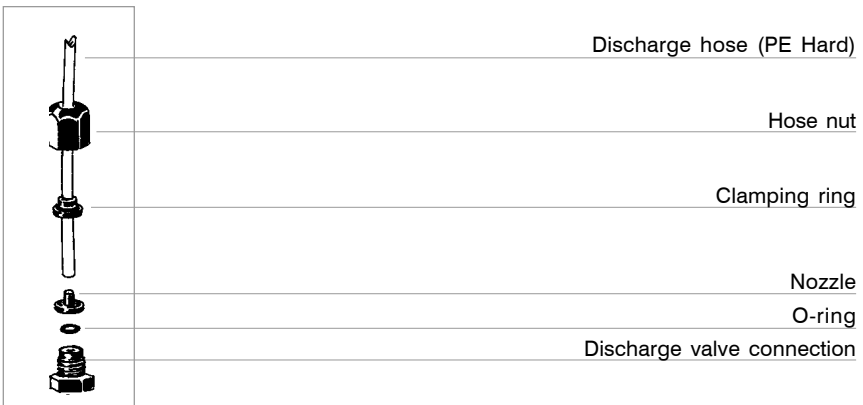 Discharge hose (PE Hard)
Hose nut
Clamping ring
Nozzle
O-ring
Discharge valve connection